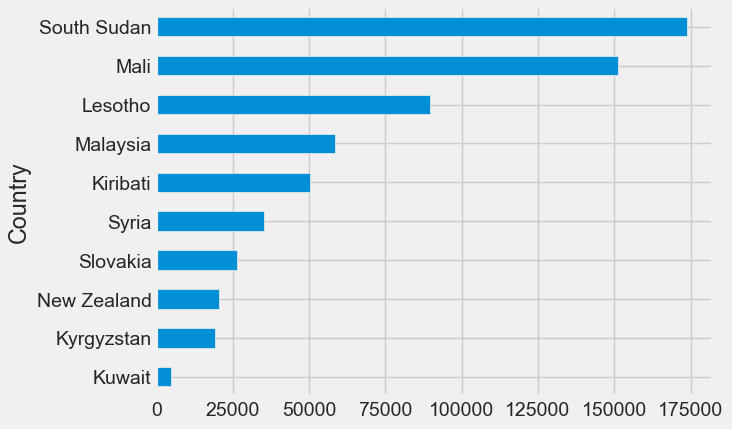 South Sudan
Mali
Lesotho
Malaysia
Kiribati
Syria
Slovakia
New Zealand
Kyrgyzstan
Kuwait
Country
0 25000 50000 75000 100000 125000 150000 175000